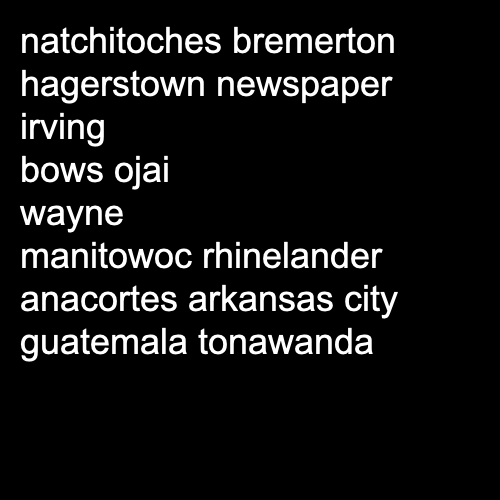 natchitoches bremerton
hagerstown newspaper
irving
bows ojai
wayne
manitowoc rhinelander
anacortes arkansas city
guatemala tonawanda